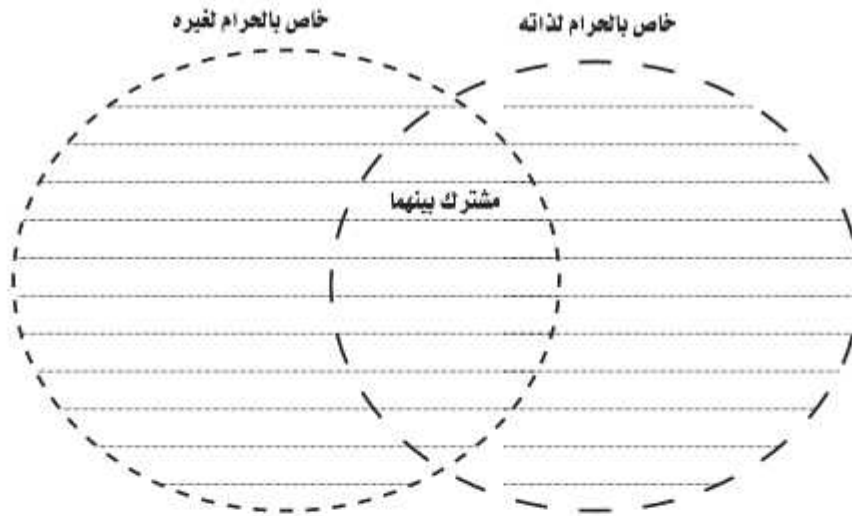 خاص بالحرام لذاته
خاص بالحرام لغيره
مشترك بينهما